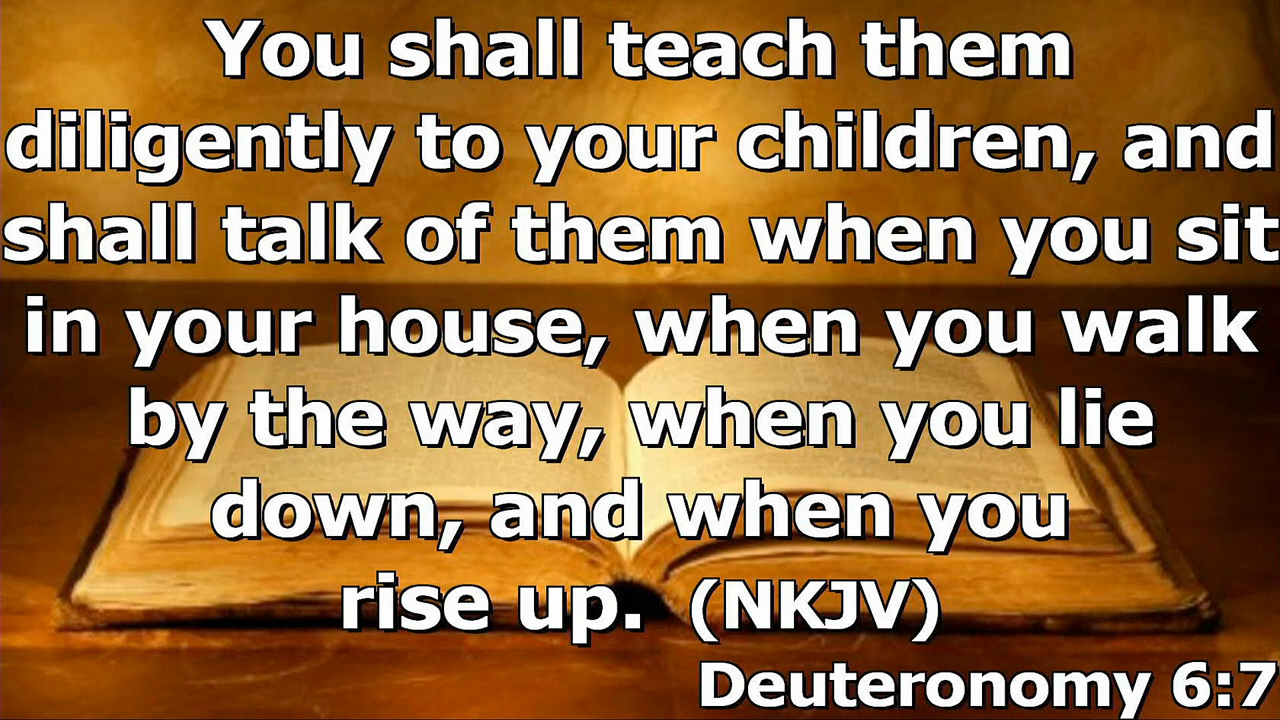 You shall teach them
diligently to your children, and
shall talk of them when you sit
in your house, when you walk
by the way, when you lie
down, and when you
rise up. (NKJV)
Deuteronomy 6:7